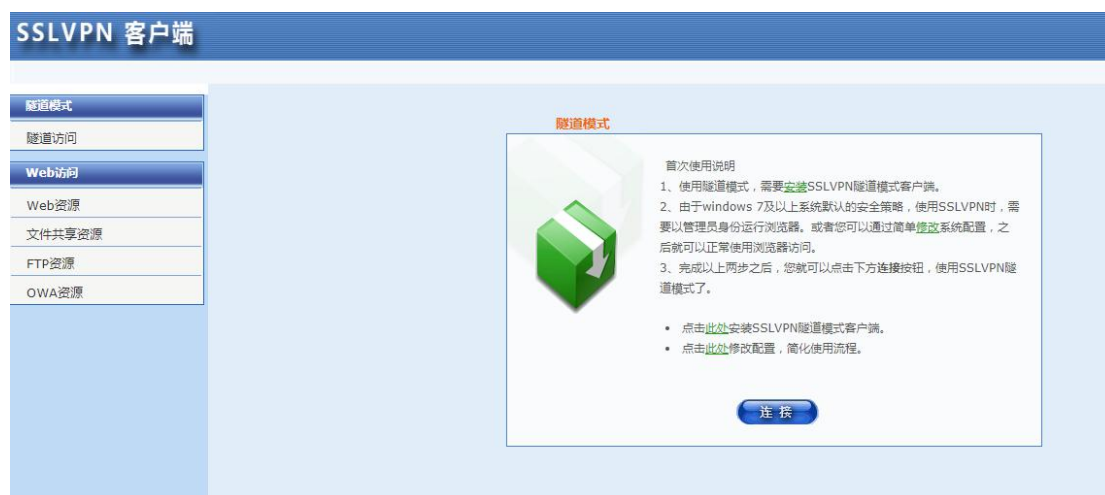 SSLVPN 客户端
隧道模式
隧道访问
Web访问
Web资源
文件共享资源
FTP资源
OWA资源
隧道模式
首次使用说明
1、使用隧道模式，需要安装SSLVPN隧道模式客户端。
2、由于windows 7及以上系统默认的安全策略，使用SSLVPN时，需
要以管理员身份运行浏览器。或者您可以通过简单修改系统配置，之
后就可以正常使用浏览器访问。
3、完成以上两步之后，您就可以点击下方连接按钮，使用SSLVPN隧
道模式了。
• 点击此处安装SSLVPN隧道模式客户端。
• 点击此处修改配置，简化使用流程。
连 接